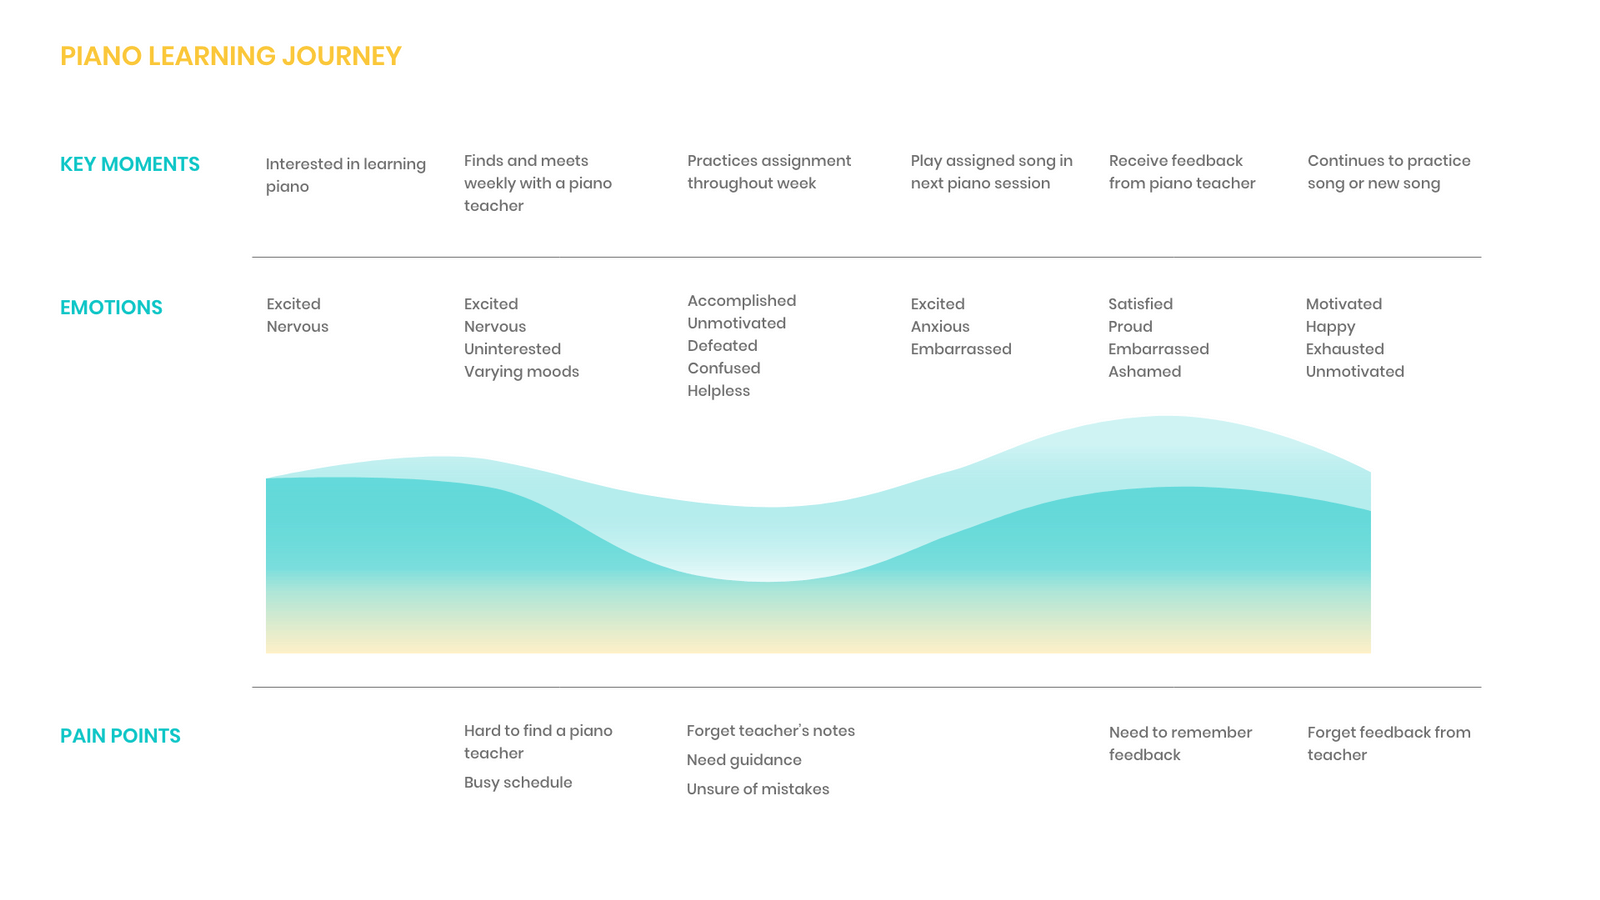 PIANO LEARNING JOURNEY
KEY MOMENTS
Interested in learning
piano
Finds and meets
weekly with a piano
teacher
Practices assignment
throughout week
Play assigned song in
next piano session
Receive feedback
from piano teacher
Continues to practice
song or new song
EMOTIONS
Excited
Nervous
Excited
Nervous
Uninterested
Varying moods
Accomplished
Unmotivated
Defeated
Confused
Helpless
Excited
Anxious
Embarrassed
Satisfied
Proud
Embarrassed
Ashamed
Motivated
Happy
Exhausted
Unmotivated
PAIN POINTS
Hard to find a piano
teacher
Busy schedule
Forget teacher's notes
Need guidance
Unsure of mistakes
Need to remember
feedback
Forget feedback from
teacher